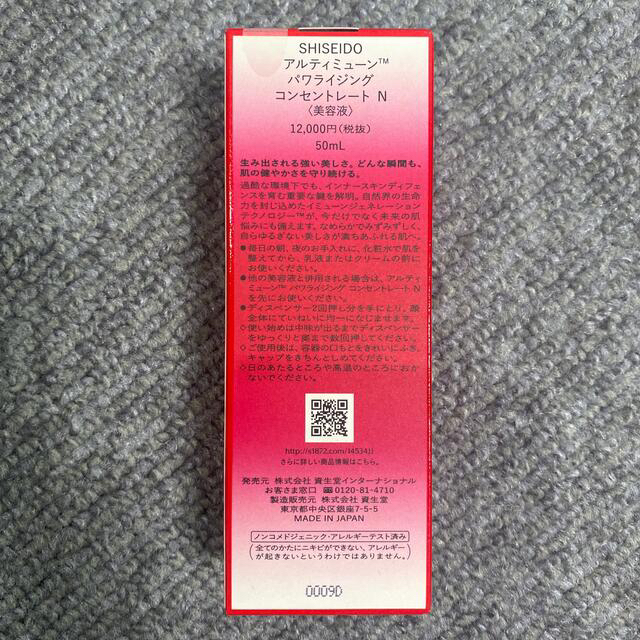 SHISEIDO
アルティミューン™
パワライジング
コンセントレート N
〈美容液〉
12,000円(税抜)
50mL
生み出される強い美しさ。どんな瞬間も、
肌の健やかさを守り続ける。
過酷な環境下でも、インナースキンディフェ
ンスを育む重要な鍵を解明。自然界の生命
力を封じ込めたイミューンジェネレーション
テクノロジー™が、今だけでなく未来の肌
悩みにも備えます。なめらかでみずみずしく、
自らゆるぎない美しさが満ちあふれる肌へ。
●毎日の朝、夜のお手入れに、化粧水で肌を
整えてから、乳液またはクリームの前に
お使いください。
●他の美容液と併用される場合は、アルティ
ミューン™ パワライジング コンセントレート N
を先にお使いください。
●ディスペンサー2回押し分を手にとり、顔
全体にていねいに均一になじませます。
◇使い始めは中味が出るまでディスペンサー
をゆっくりと奥まで数回押してください。
◇ご使用後は、容器の口もとをきれいにふき、
キャップをきちんとしめてください。
◇日のあたるところや高温のところにおか
ないでください。
http://s1872.com/14534JJ
さらに詳しい商品情報はこちら。
発売元 株式会社 資生堂インターナショナル
お客さま窓口 0120-81-4710
製造販売元 株式会社 資生堂
東京都中央区銀座7-5-5
MADE IN JAPAN
ノンコメドジェニック・アレルギーテスト済み
(全てのかたにニキビができない、アレルギー
が起きないというわけではありません。)
0009D